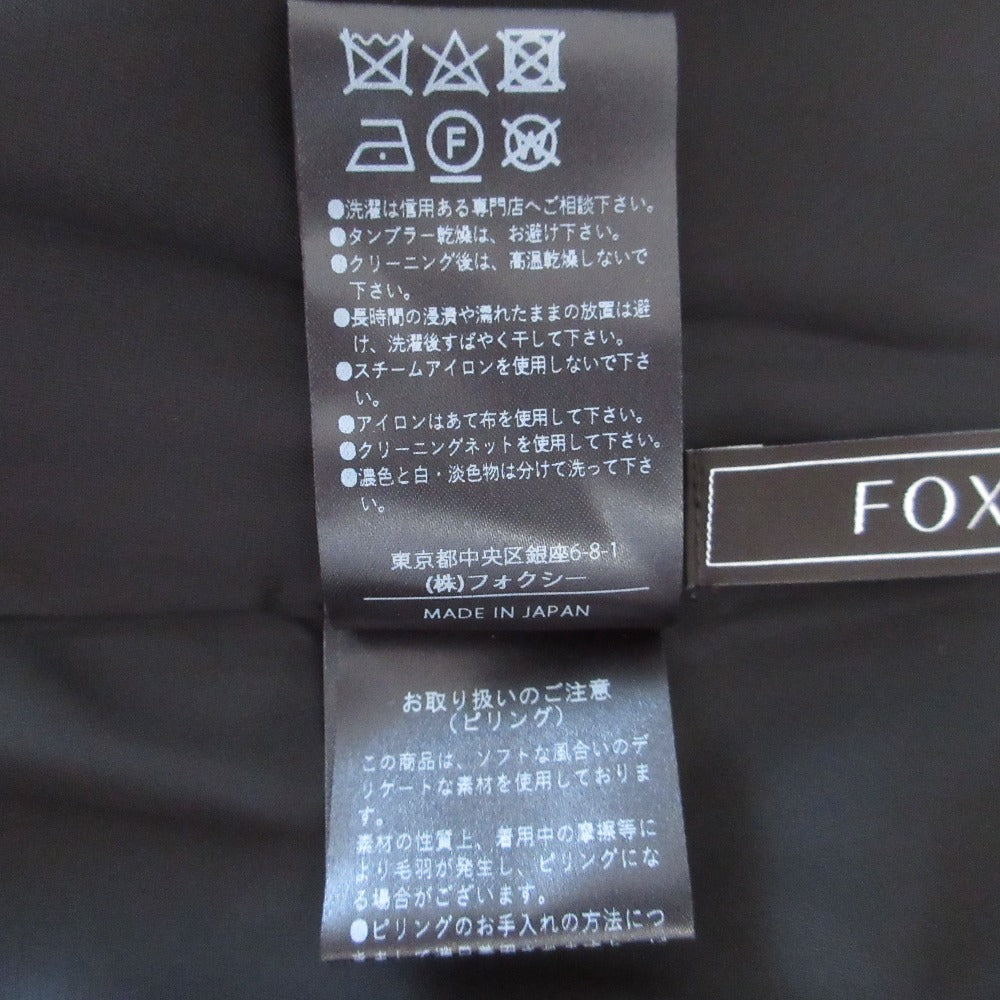 F
W
●洗濯は信用ある専門店へご相談下さい。
●タンブラー乾燥は、お避け下さい。
●クリーニング後は、高温乾燥しないで
下さい。
●長時間の浸漬や濡れたままの放置は避
け、洗濯後すばやく干して下さい。
●スチームアイロンを使用しないで下さ
い。
●アイロンはあて布を使用して下さい。
●クリーニングネットを使用して下さい。
●濃色と白・淡色物は分けて洗って下さ
い。
東京都中央区銀座6-8-1
(株)フォクシー
MADE IN JAPAN
FOX
お取り扱いのご注意
(ピリング)
この商品は、ソフトな風合いのデ
リケートな素材を使用しておりま
す。
素材の性質上、着用中の摩擦等に
より毛羽が発生し、ピリングにな
る場合がございます。
●ピリングのお手入れの方法につ